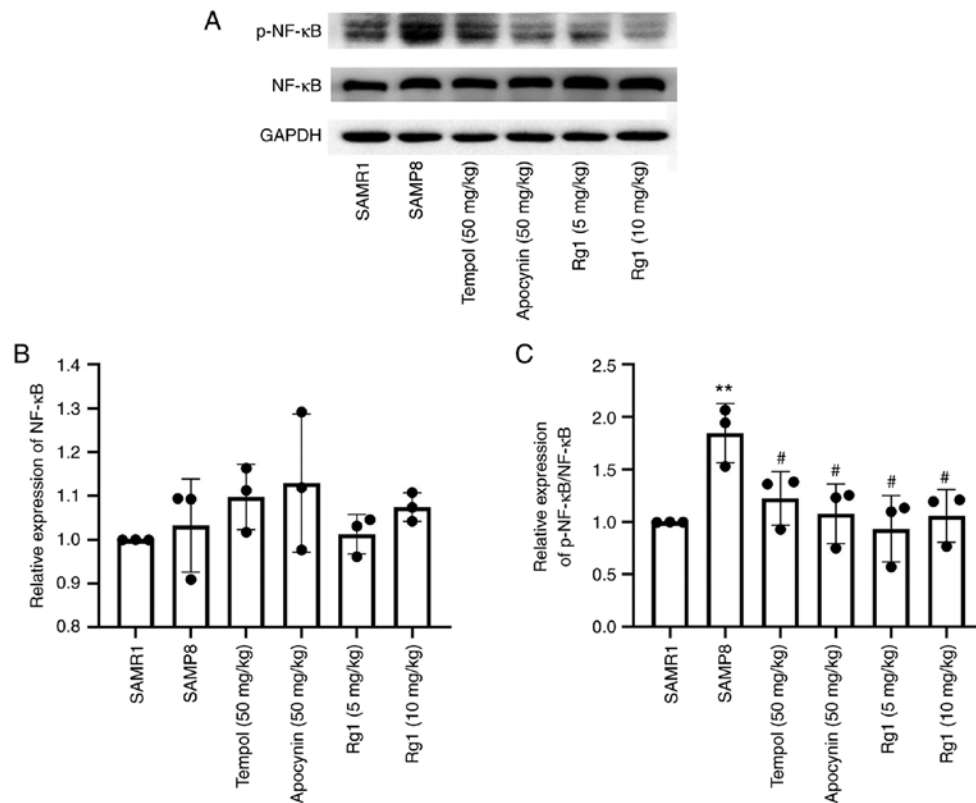 A
p-NF-κB
NF-κB
GAPDH
SAMR1
SAMP8
Tempol (50 mg/kg)
Apocynin (50 mg/kg)
Rg1 (5 mg/kg)
Rg1 (10 mg/kg)
B
Relative expression of NF-κB
1.4
1.3
1.2
1.1
1.0
0.9
0.8
SAMR1
SAMP8
Tempol (50 mg/kg)
Apocynin (50 mg/kg)
Rg1 (5 mg/kg)
Rg1 (10 mg/kg)
C
Relative expression
of p-NF-κB/NF-κB
2.5
2.0
1.5
1.0
0.5
0.0
**
#
#
#
#
SAMR1
SAMP8
Tempol (50 mg/kg)
Apocynin (50 mg/kg)
Rg1 (5 mg/kg)
Rg1 (10 mg/kg)